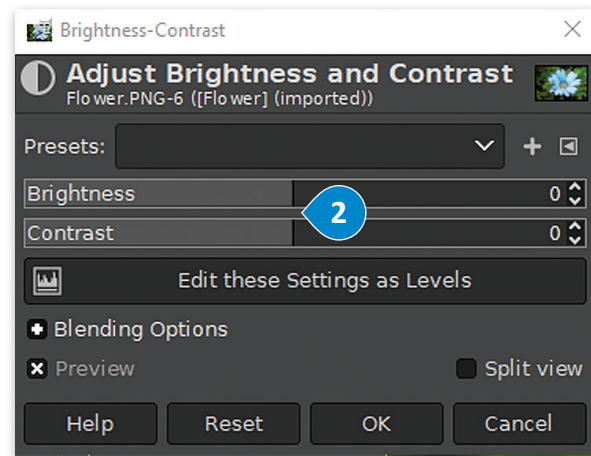 Brightness-Contrast
Adjust Brightness and Contrast
Flower.PNG-6 ([Flower] (imported))
Presets:
Brightness 0
2
Contrast 0
Edit these Settings as Levels
Blending Options
Preview Split view
Help Reset OK Cancel